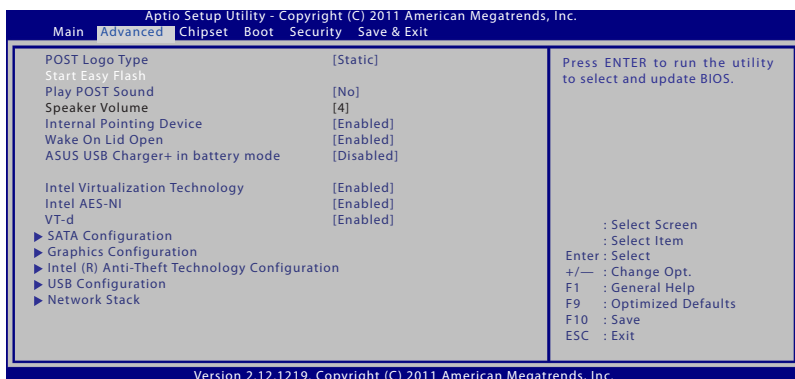 Aptio Setup Utility - Copyright (C) 2011 American Megatrends, Inc.
Main Advanced Chipset Boot Security Save & Exit
POST Logo Type [Static]
Start Easy Flash
Play POST Sound [No]
Speaker Volume [4]
Internal Pointing Device [Enabled]
Wake On Lid Open [Enabled]
ASUS USB Charger+ in battery mode [Disabled]
Intel Virtualization Technology [Enabled]
Intel AES-NI [Enabled]
VT-d [Enabled]
SATA Configuration
Graphics Configuration
Intel (R) Anti-Theft Technology Configuration
USB Configuration
Network Stack
Press ENTER to run the utility
to select and update BIOS.
: Select Screen
: Select Item
Enter : Select
+/— : Change Opt.
F1 : General Help
F9 : Optimized Defaults
F10 : Save
ESC : Exit
Version 2.12.1219. Copyright (C) 2011 American Megatrends, Inc.